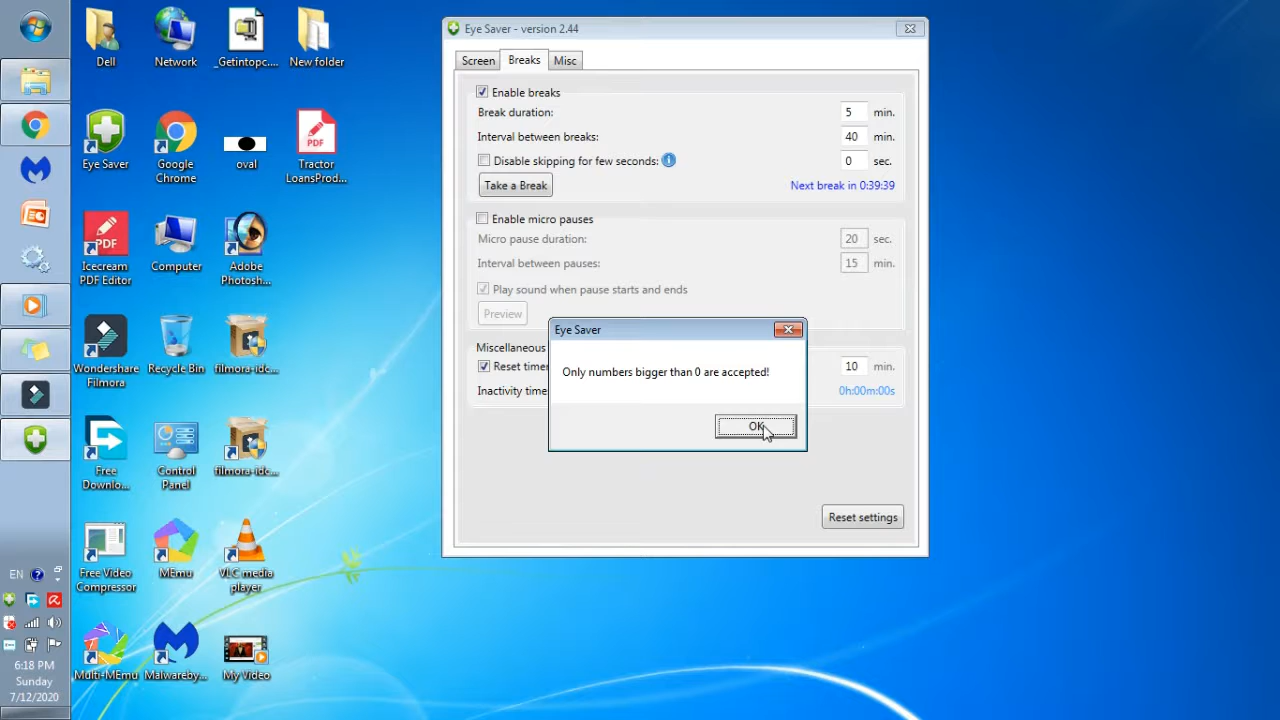 Dell
Network
_Getintopc....
New folder
Eye Saver
Google
Chrome
oval
PDF
Tractor
LoansProd...
PDF
Icecream
PDF Editor
Computer
Adobe
Photosh...
Wondershare
Filmora
Recycle Bin
filmora-idc...
Free
Downlo...
Control
Panel
filmora-idc...
Free Video
Compressor
MEmu
VLC media
player
Multi-MEmu
Malwareby...
My Video
EN
6:18 PM
Sunday
7/12/2020
Eye Saver - version 2.44
Screen
Breaks
Misc
Enable breaks
Break duration:
5 min.
Interval between breaks:
40 min.
Disable skipping for few seconds:
0 sec.
Take a Break
Next break in 0:39:39
Enable micro pauses
Micro pause duration:
20 sec.
Interval between pauses:
15 min.
Play sound when pause starts and ends
Preview
Miscellaneous
Reset timer
10 min.
Inactivity time
0h:00m:00s
Eye Saver
Only numbers bigger than 0 are accepted!
OK
Reset settings